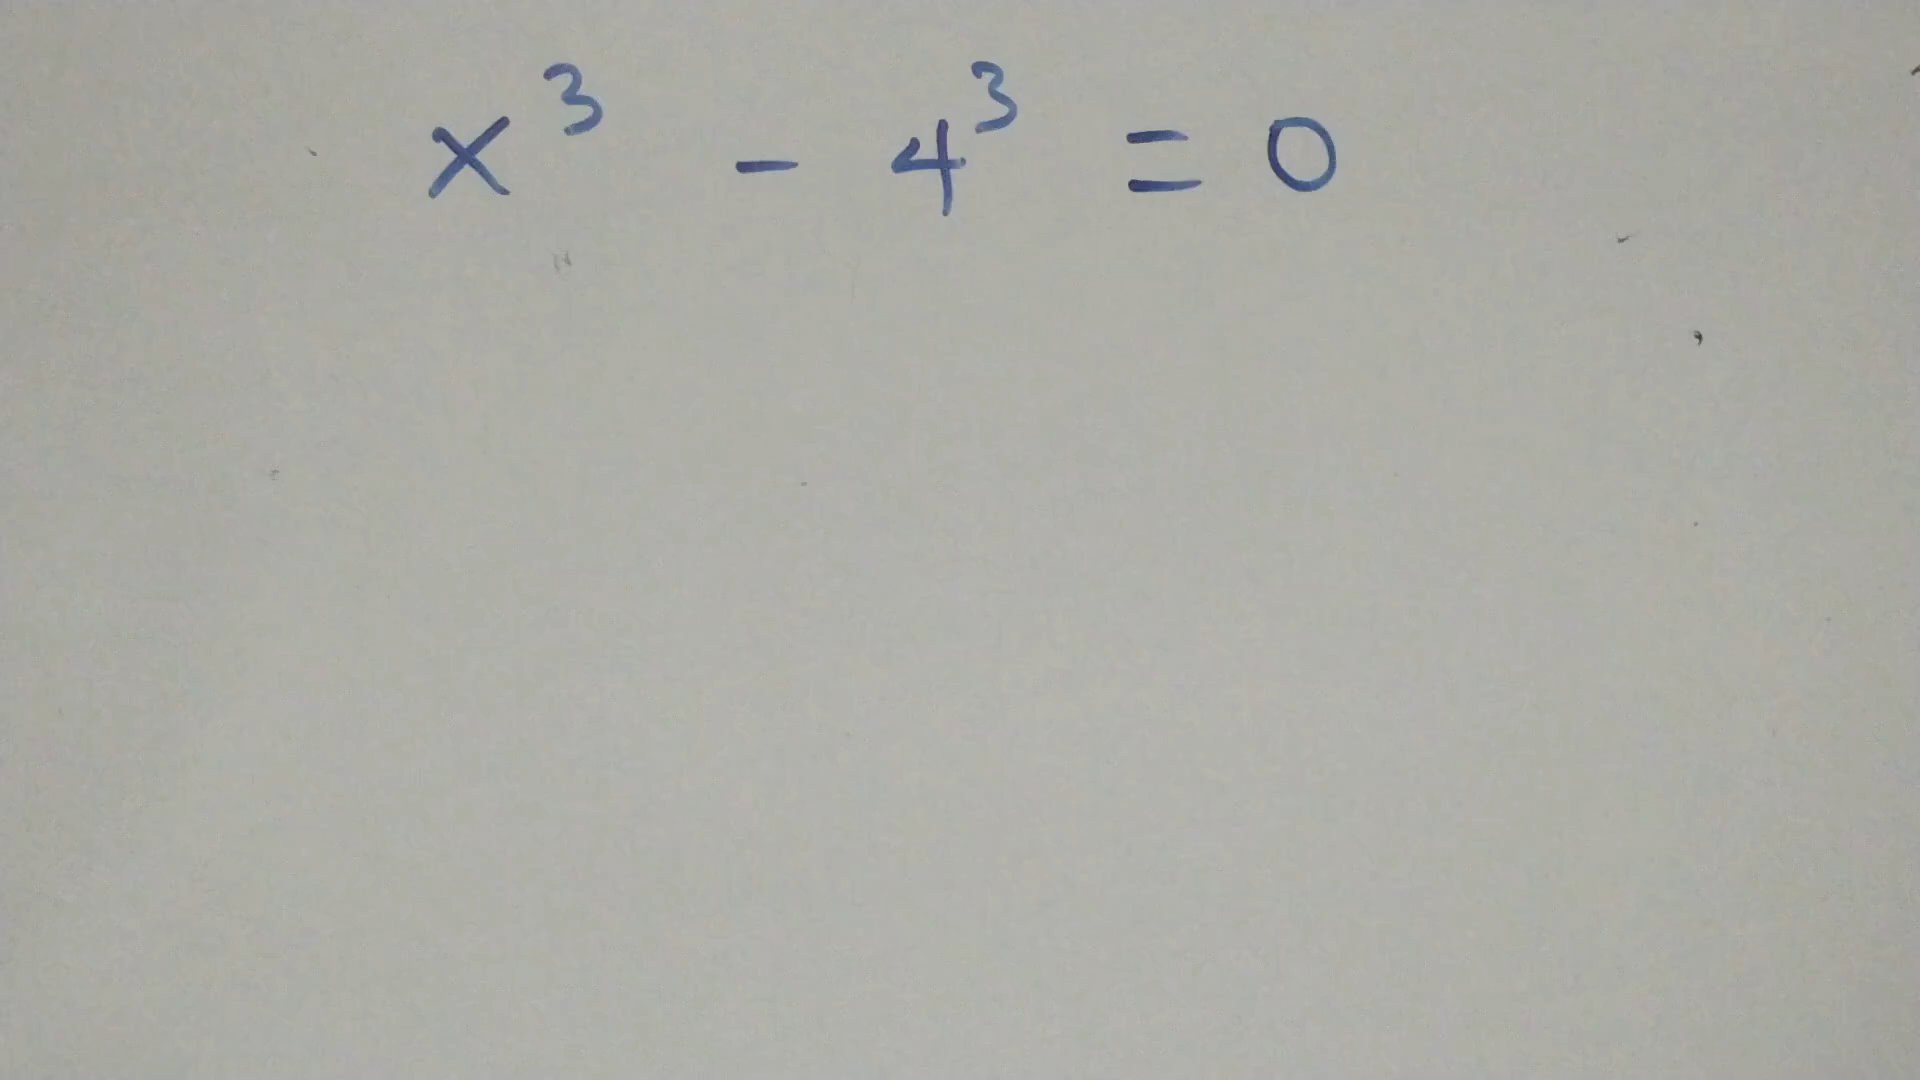 x³ - 4³ = 0